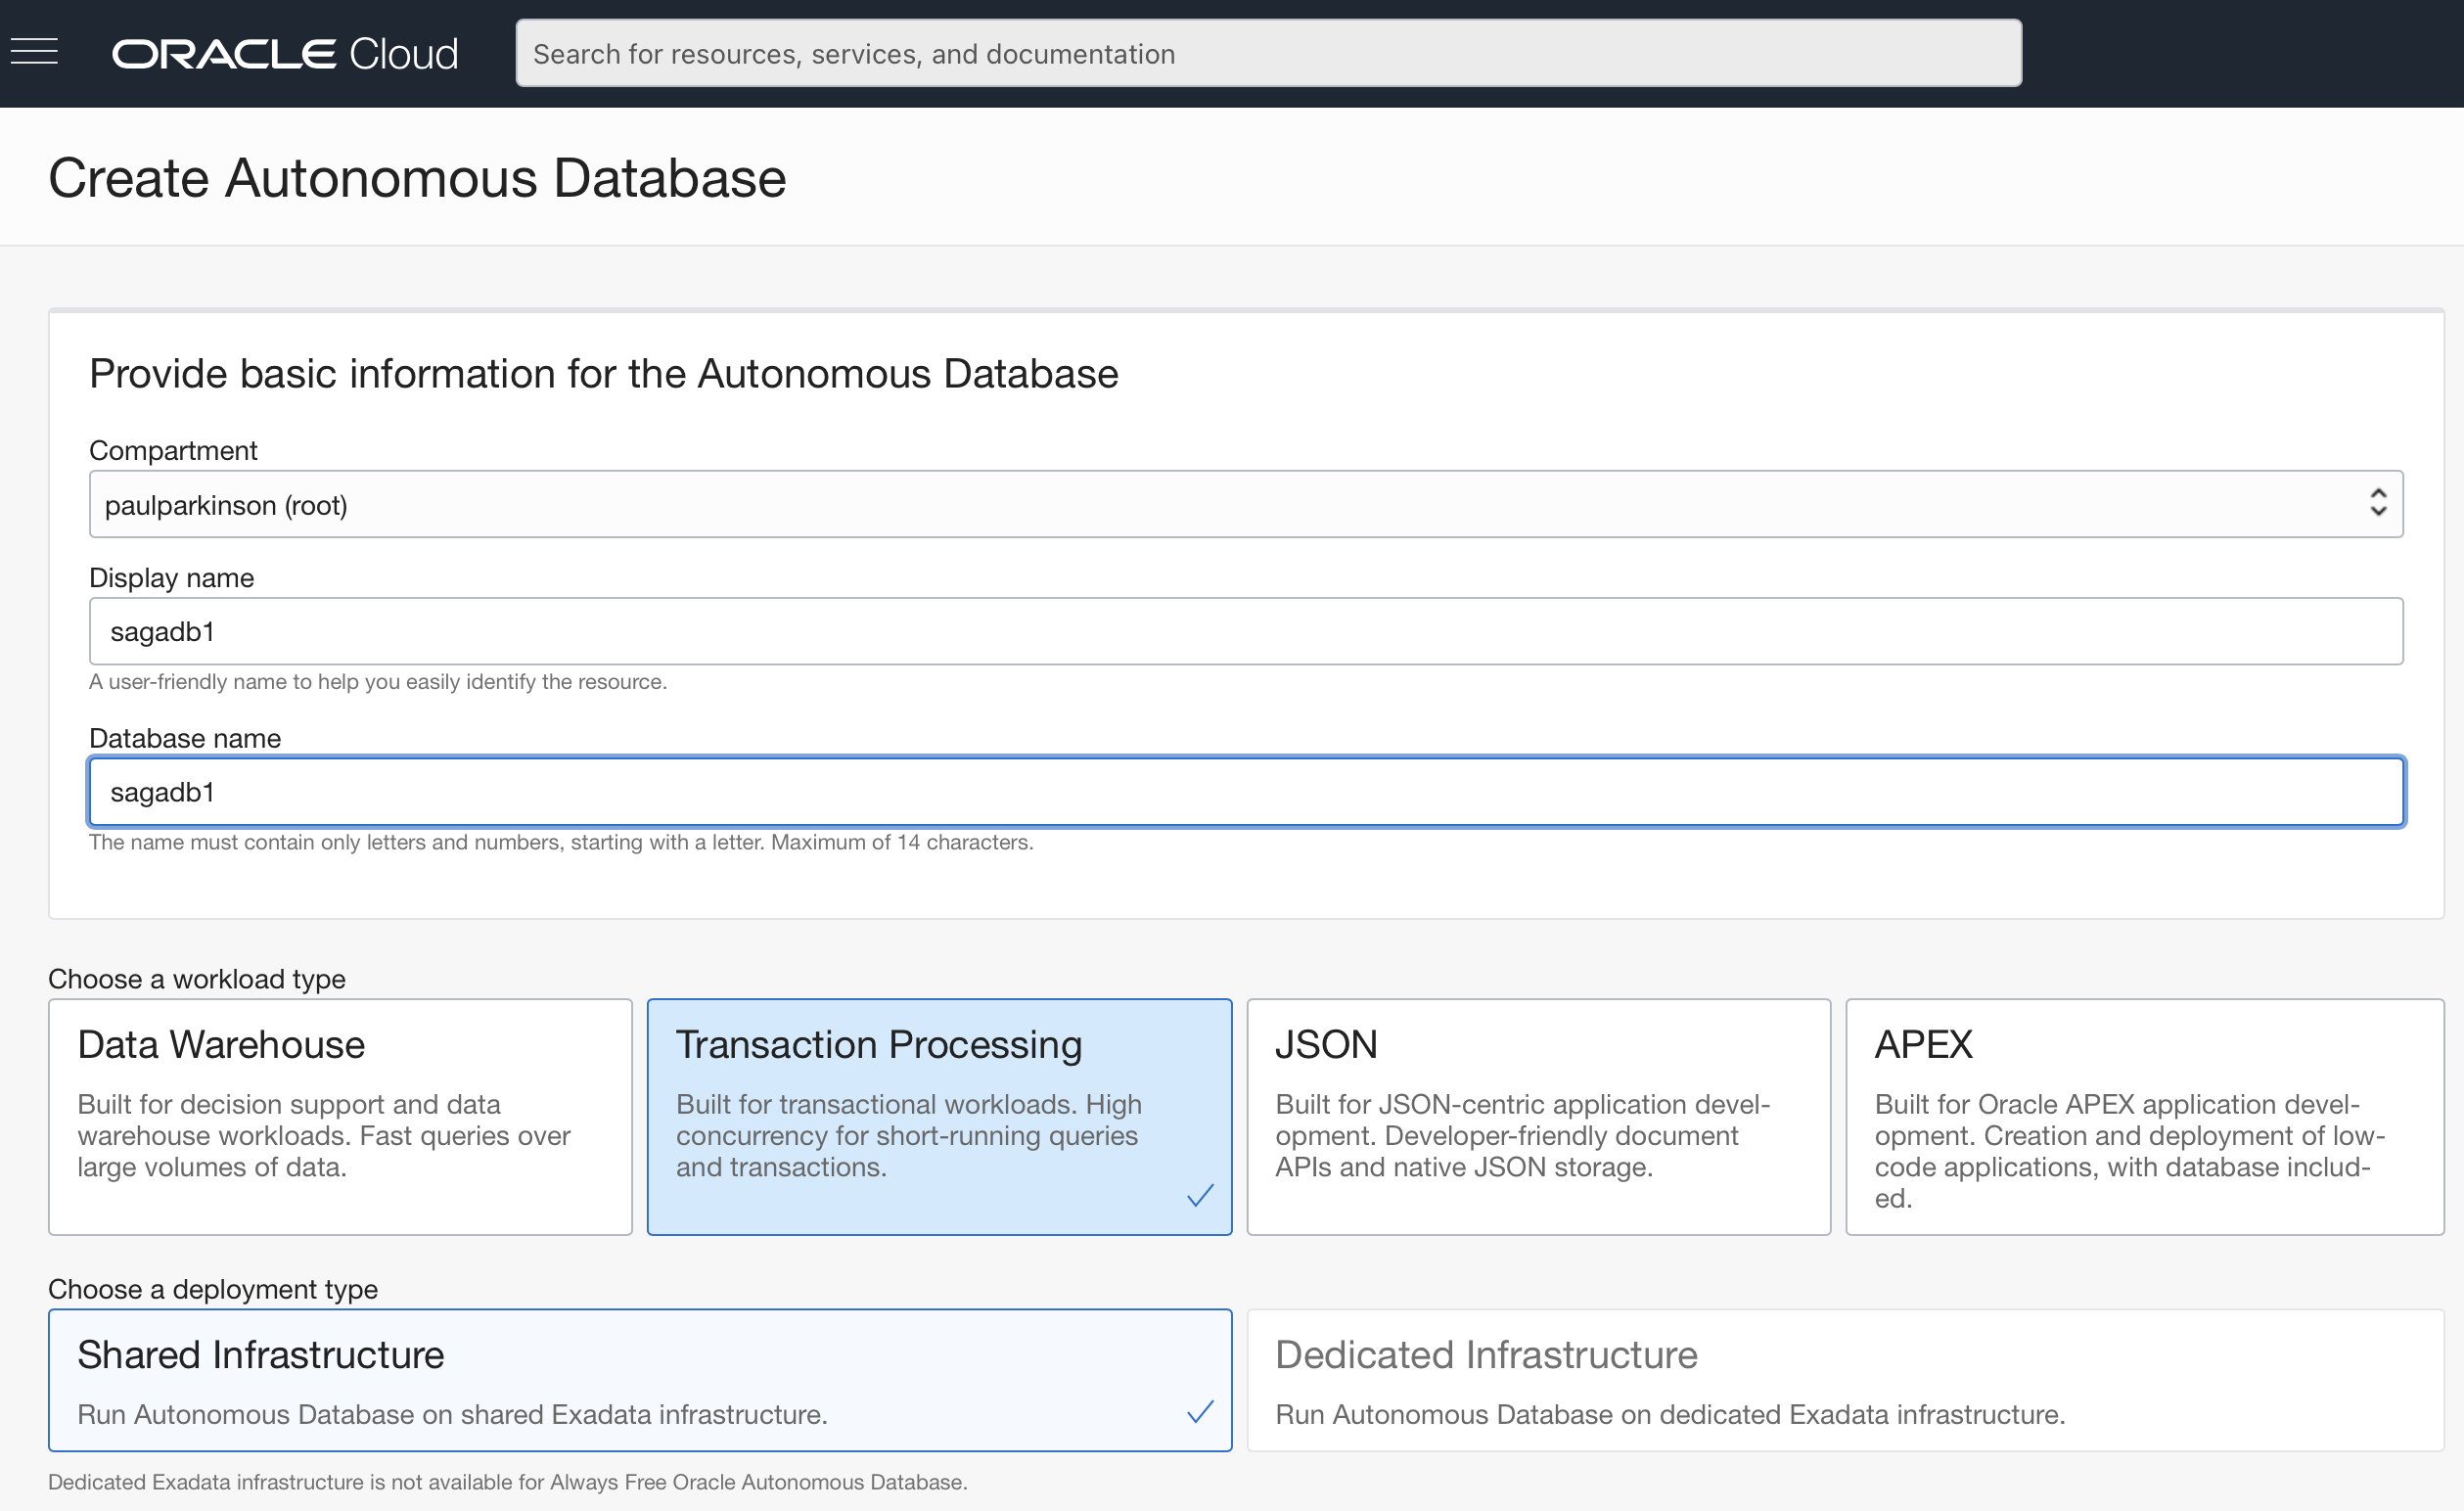 ORACLE Cloud
Search for resources, services, and documentation
Create Autonomous Database
Provide basic information for the Autonomous Database
Compartment
paulparkinson (root)
Display name
sagadb1
A user-friendly name to help you easily identify the resource.
Database name
sagadb1
The name must contain only letters and numbers, starting with a letter. Maximum of 14 characters.
Choose a workload type
Data Warehouse
Built for decision support and data
warehouse workloads. Fast queries over
large volumes of data.
Transaction Processing
Built for transactional workloads. High
concurrency for short-running queries
and transactions.
JSON
Built for JSON-centric application devel-
opment. Developer-friendly document
APIs and native JSON storage.
APEX
Built for Oracle APEX application devel-
opment. Creation and deployment of low-
code applications, with database includ-
ed.
Choose a deployment type
Shared Infrastructure
Run Autonomous Database on shared Exadata infrastructure.
Dedicated Infrastructure
Run Autonomous Database on dedicated Exadata infrastructure.
Dedicated Exadata infrastructure is not available for Always Free Oracle Autonomous Database.